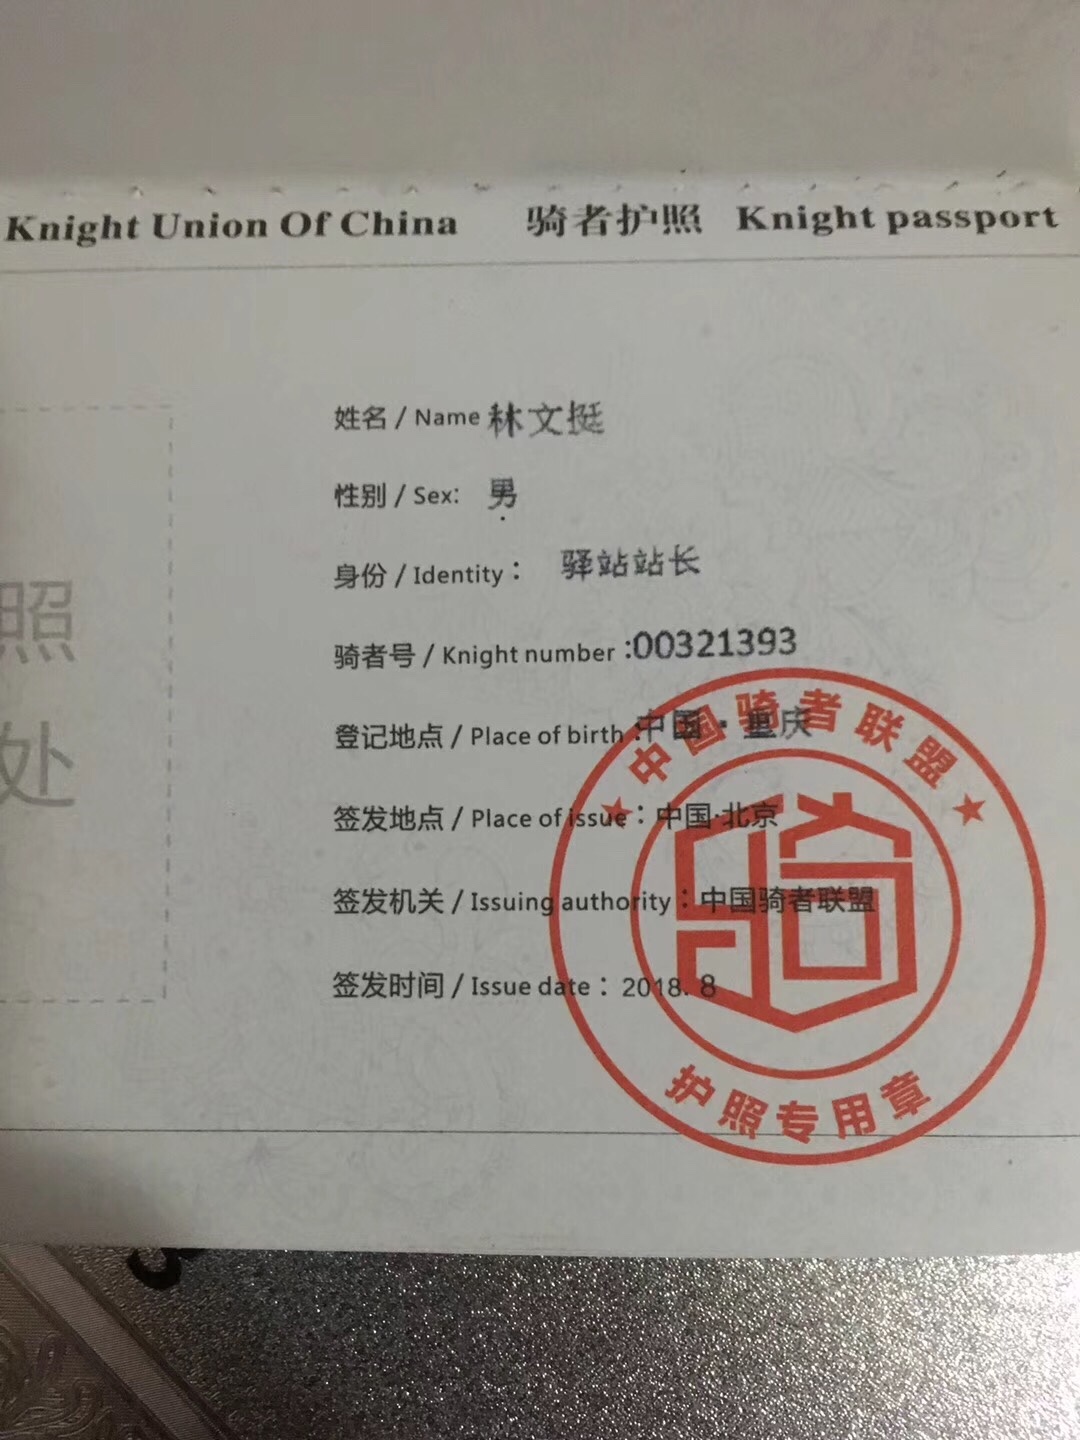 Knight Union Of China 骑者护照 Knight passport
照
处
姓名 / Name 林文挺
性别 / Sex: 男
身份 / Identity： 驿站站长
骑者号 / Knight number :00321393
登记地点 / Place of birth :中国·重庆
签发地点 / Place of issue：中国·北京
签发机关 / Issuing authority：中国骑者联盟
签发时间 / Issue date：2018. 8
中国骑者联盟
护照专用章